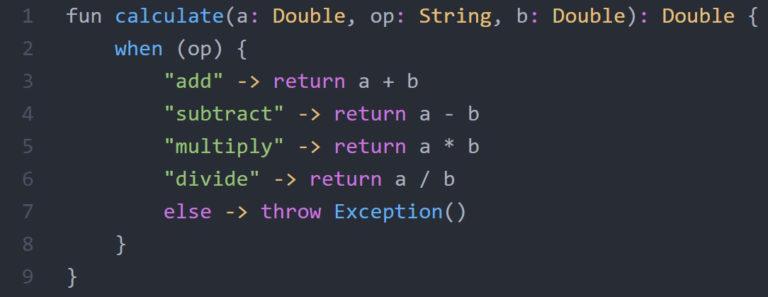 1 fun calculate(a: Double, op: String, b: Double): Double {
2     when (op) {
3         "add" -> return a + b
4         "subtract" -> return a - b
5         "multiply" -> return a * b
6         "divide" -> return a / b
7         else -> throw Exception()
8     }
9 }